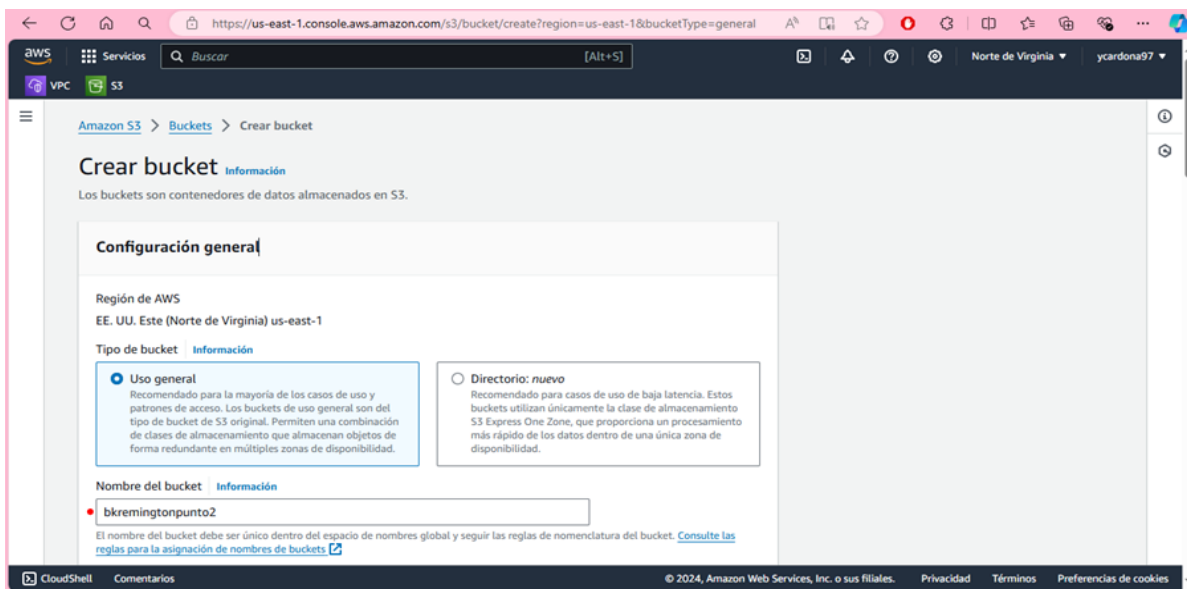 https://us-east-1.console.aws.amazon.com/s3/bucket/create?region=us-east-1&bucketType=general
aws
Servicios
Buscar
[Alt+S]
Norte de Virginia
ycardona97
VPC
S3
Amazon S3 > Buckets > Crear bucket
Crear bucket Información
Los buckets son contenedores de datos almacenados en S3.
Configuración general
Región de AWS
EE. UU. Este (Norte de Virginia) us-east-1
Tipo de bucket Información
Uso general
Recomendado para la mayoría de los casos de uso y
patrones de acceso. Los buckets de uso general son del
tipo de bucket de S3 original. Permiten una combinación
de clases de almacenamiento que almacenan objetos de
forma redundante en múltiples zonas de disponibilidad.
Directorio: nuevo
Recomendado para casos de uso de baja latencia. Estos
buckets utilizan únicamente la clase de almacenamiento
S3 Express One Zone, que proporciona un procesamiento
más rápido de los datos dentro de una única zona de
disponibilidad.
Nombre del bucket Información
bkremingtonpunto2
El nombre del bucket debe ser único dentro del espacio de nombres global y seguir las reglas de nomenclatura del bucket. Consulte las
reglas para la asignación de nombres de buckets
CloudShell Comentarios © 2024, Amazon Web Services, Inc. o sus filiales. Privacidad Términos Preferencias de cookies